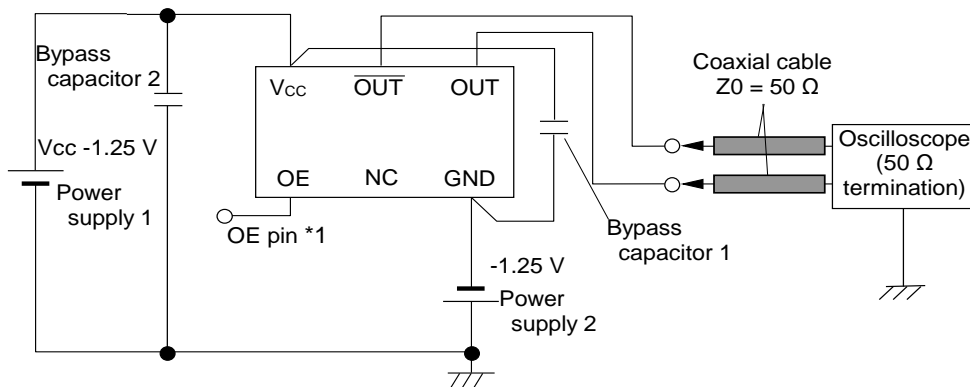 Bypass
capacitor 2
Vcc -1.25 V
Power
supply 1
VCC
OUT
OUT
OE
NC
GND
OE pin *1
Bypass
capacitor 1
-1.25 V
Power
supply 2
Coaxial cable
Z0 = 50 Ω
Oscilloscope
(50 Ω
termination)